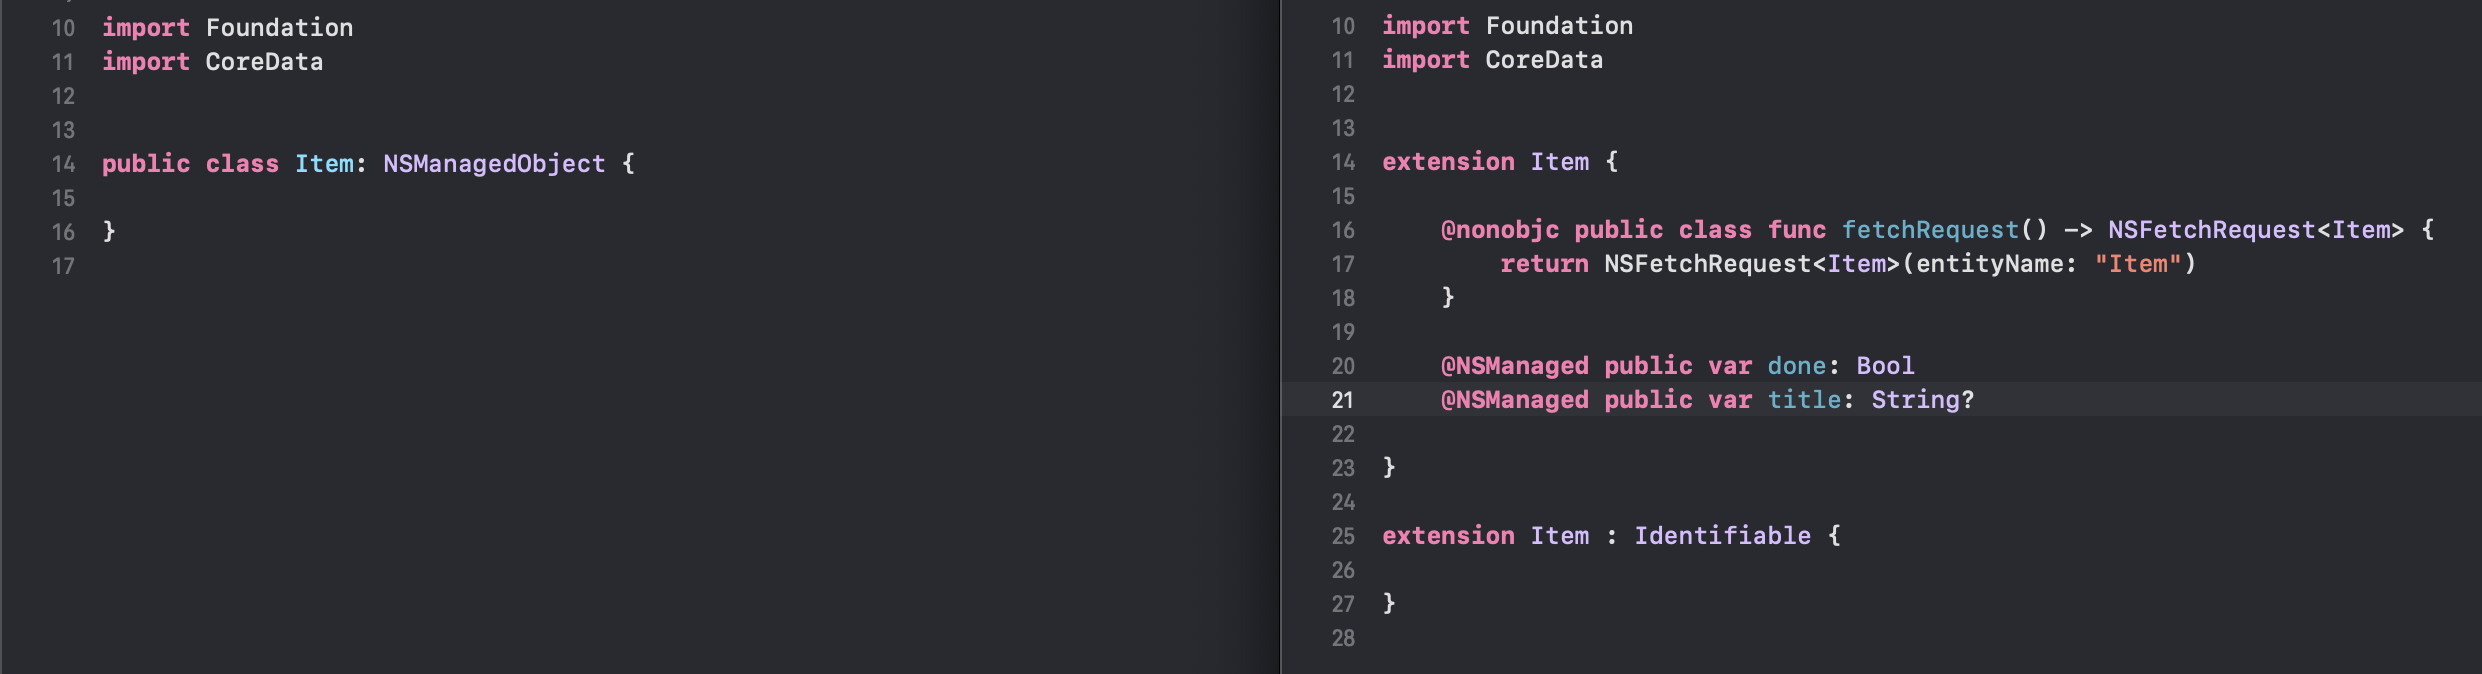 10 import Foundation
11 import CoreData
12
13
14 public class Item: NSManagedObject {
15
16 }
17
10 import Foundation
11 import CoreData
12
13
14 extension Item {
15
16     @nonobjc public class func fetchRequest() -> NSFetchRequest<Item> {
17         return NSFetchRequest<Item>(entityName: "Item")
18     }
19
20     @NSManaged public var done: Bool
21     @NSManaged public var title: String?
22
23 }
24
25 extension Item : Identifiable {
26
27 }
28